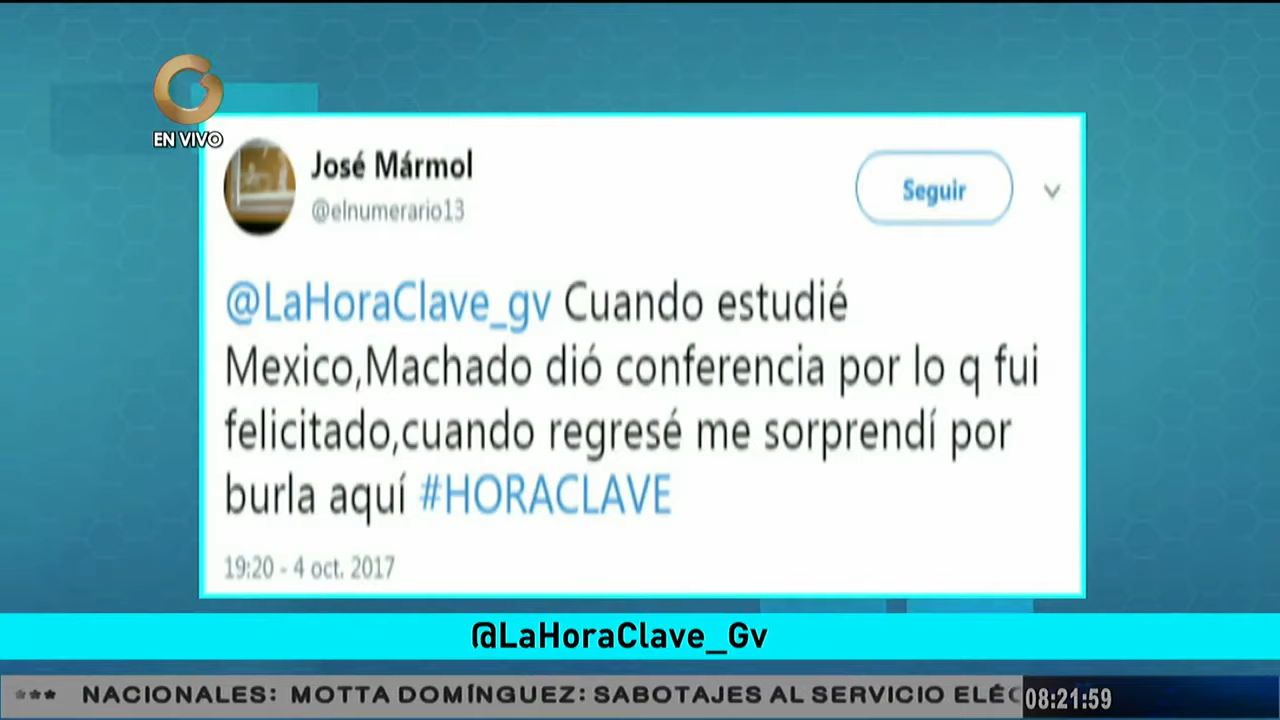 EN VIVO
José Mármol
@elnumerario13
Seguir
@LaHoraClave_gv Cuando estudié
Mexico,Machado dió conferencia por lo q fui
felicitado,cuando regresé me sorprendí por
burla aquí #HORACLAVE
19:20 - 4 oct. 2017
@LaHoraClave_Gv
*** NACIONALES: MOTTA DOMÍNGUEZ: SABOTAJES AL SERVICIO ELÉC
08:21:59